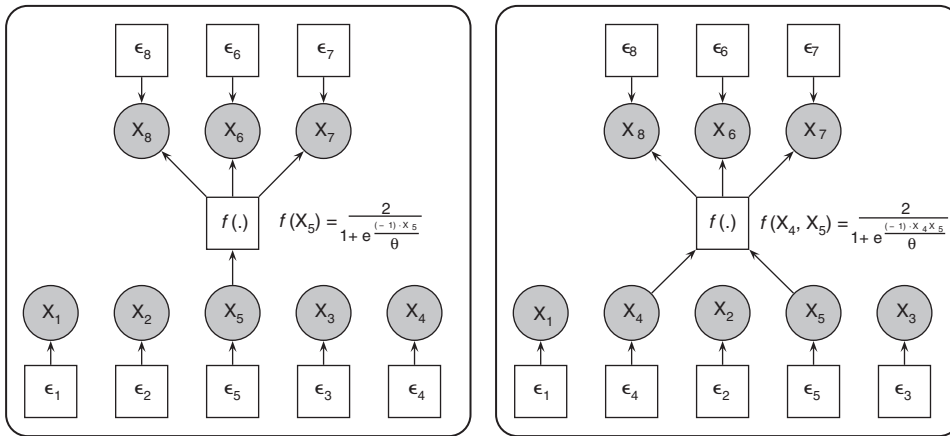 ϵ₈ ϵ₆ ϵ₇
X₈ X₆ X₇
f(.) f(X₅) = 2 / (1 + e^((−1)·X₅ / θ))
X₁ X₂ X₅ X₃ X₄
ϵ₁ ϵ₂ ϵ₅ ϵ₃ ϵ₄
ϵ₈ ϵ₆ ϵ₇
X₈ X₆ X₇
f(.) f(X₄, X₅) = 2 / (1 + e^((−1)·X₄X₅ / θ))
X₁ X₄ X₂ X₅ X₃
ϵ₁ ϵ₄ ϵ₂ ϵ₅ ϵ₃